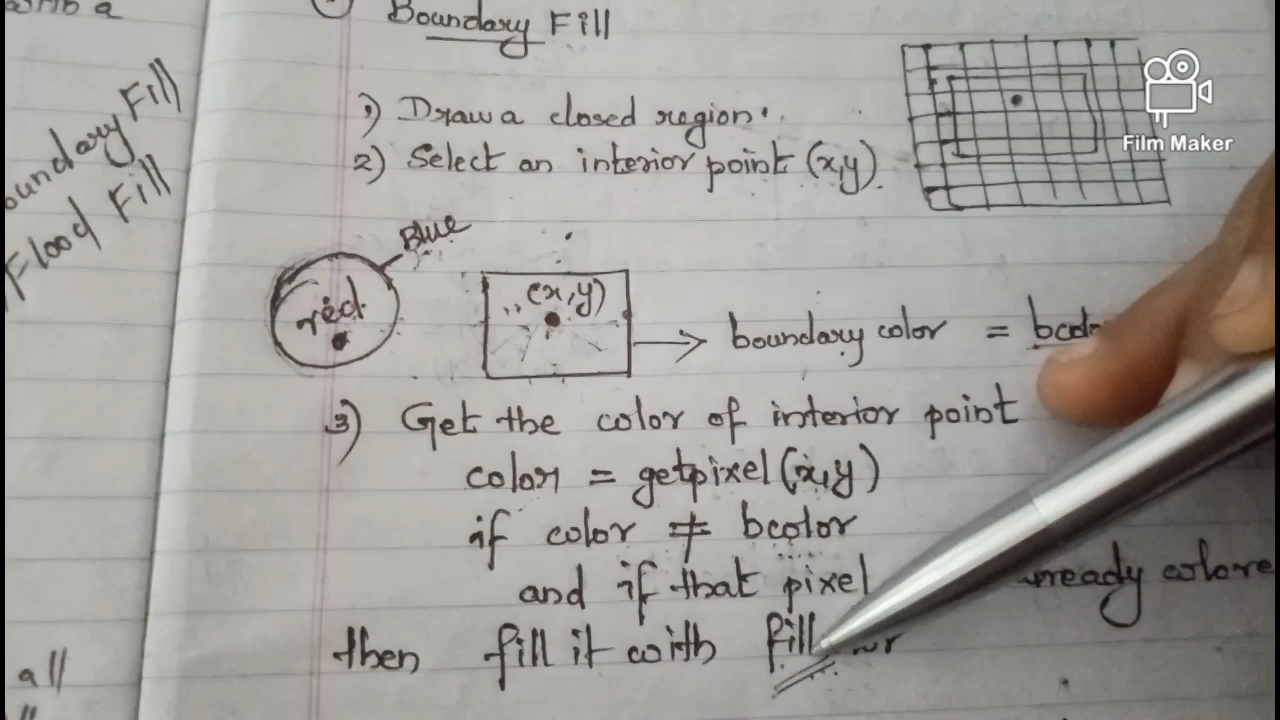 Boundary Fill
1) Draw a closed region.
2) Select an interior point (x,y).
Film Maker
Boundary Fill
Flood Fill
Blue
red
(x,y)
boundary color =
3) Get the color of interior point
color = getpixel(x,y)
if color ≠ bcolor
and if that pixel
then fill it with fill
all